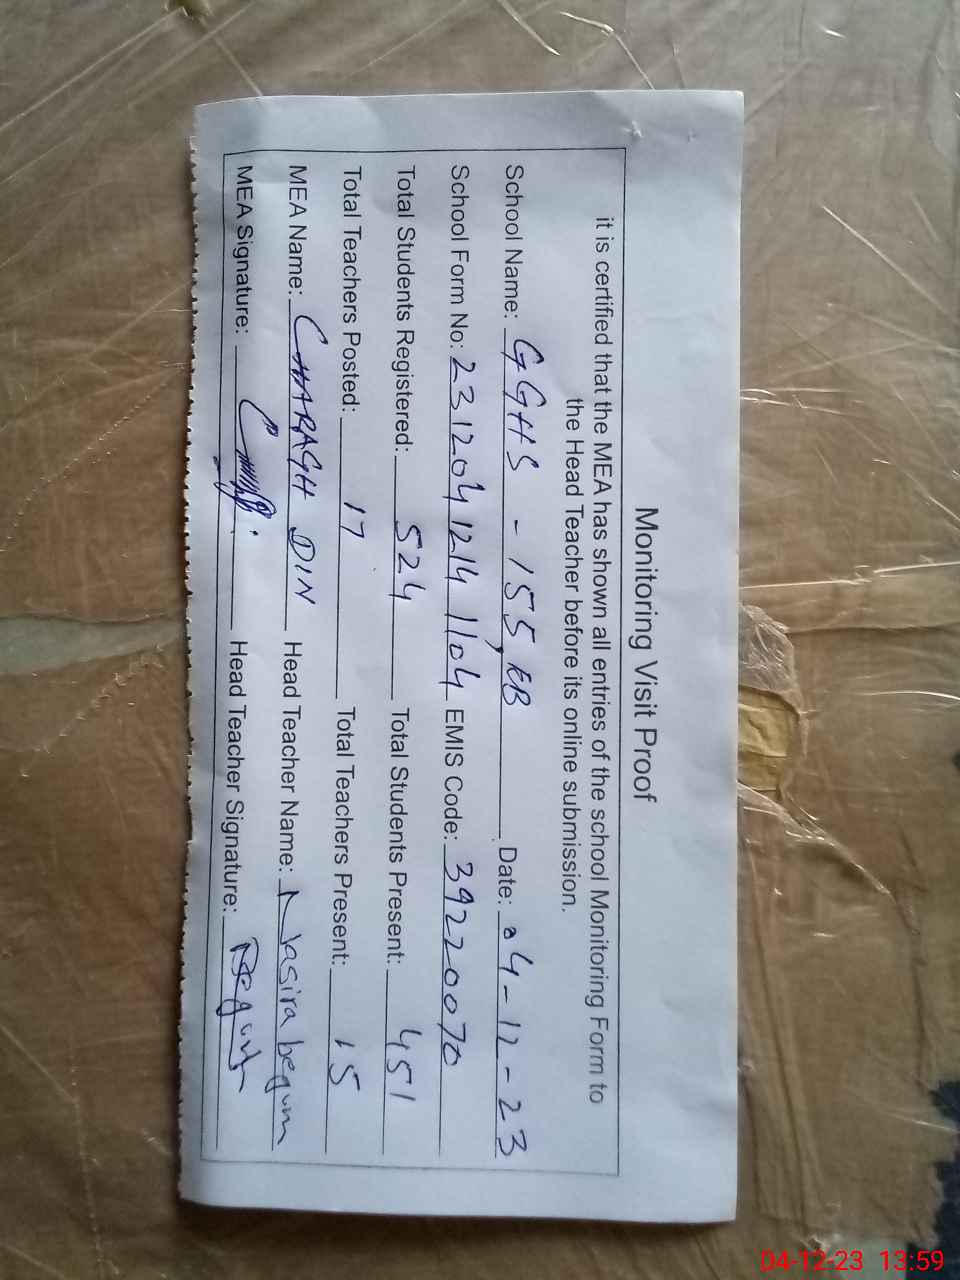 Monitoring Visit Proof
it is certified that the MEA has shown all entries of the school Monitoring Form to
the Head Teacher before its online submission.
School Name: GGHS - 155, EB Date: 04-12-23
School Form No: 23120412141104 EMIS Code: 39220070
Total Students Registered: 524 Total Students Present: 451
Total Teachers Posted: 17 Total Teachers Present: 15
MEA Name: CHARAGH DIN Head Teacher Name: Nasira begum
MEA Signature: Head Teacher Signature: Begum
04-12-23 13:59